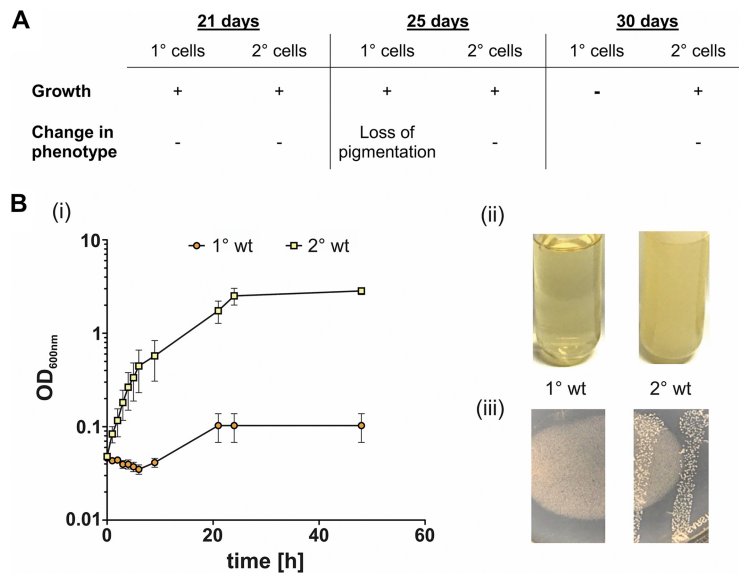 A
21 days 25 days 30 days
1° cells 2° cells 1° cells 2° cells 1° cells 2° cells
Growth + + + + - +
Change in phenotype - - Loss of pigmentation - -
B
(i)
1° wt 2° wt
OD600nm
10
1
0.1
0.01
0 20 40 60
time [h]
(ii)
1° wt 2° wt
(iii)